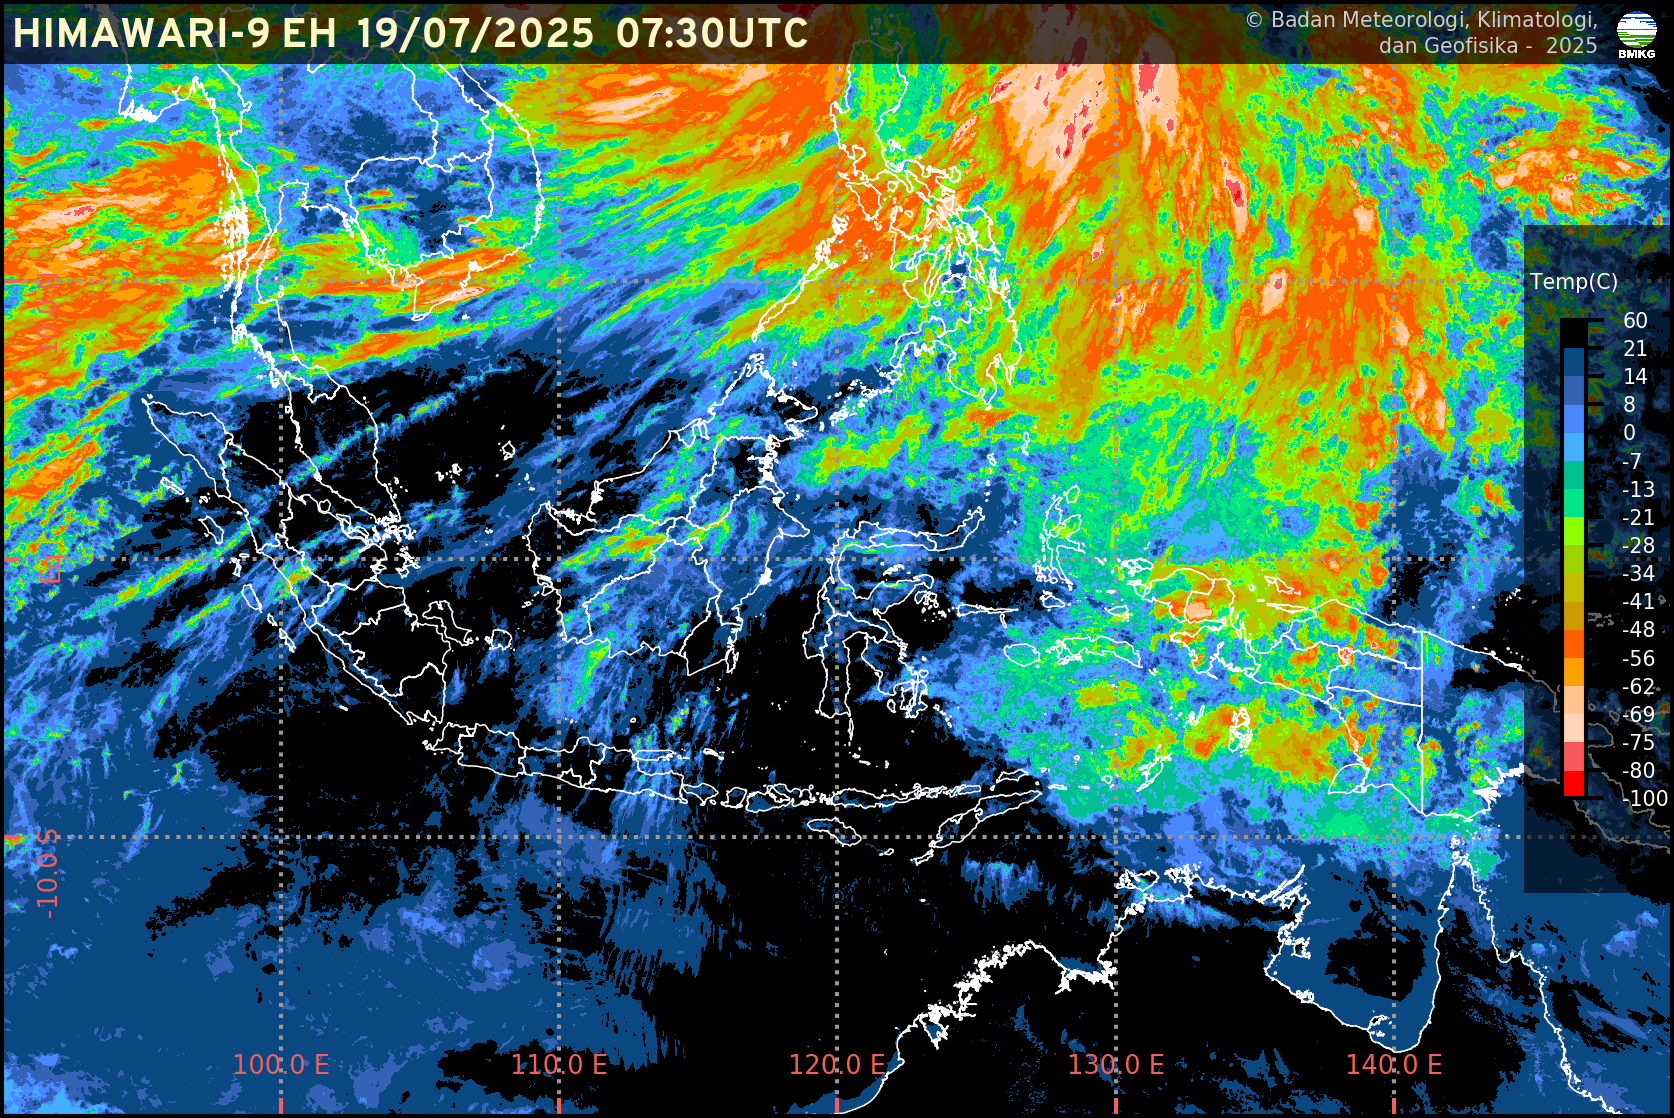 HIMAWARI-9 EH 19/07/2025 07:30UTC
© Badan Meteorologi, Klimatologi,
dan Geofisika - 2025
BMKG
Temp(C)
60
21
14
8
0
-7
-13
-21
-28
-34
-41
-48
-56
-62
-69
-75
-80
-100
Eq
-10.0 S
100.0 E
110.0 E
120.0 E
130.0 E
140.0 E